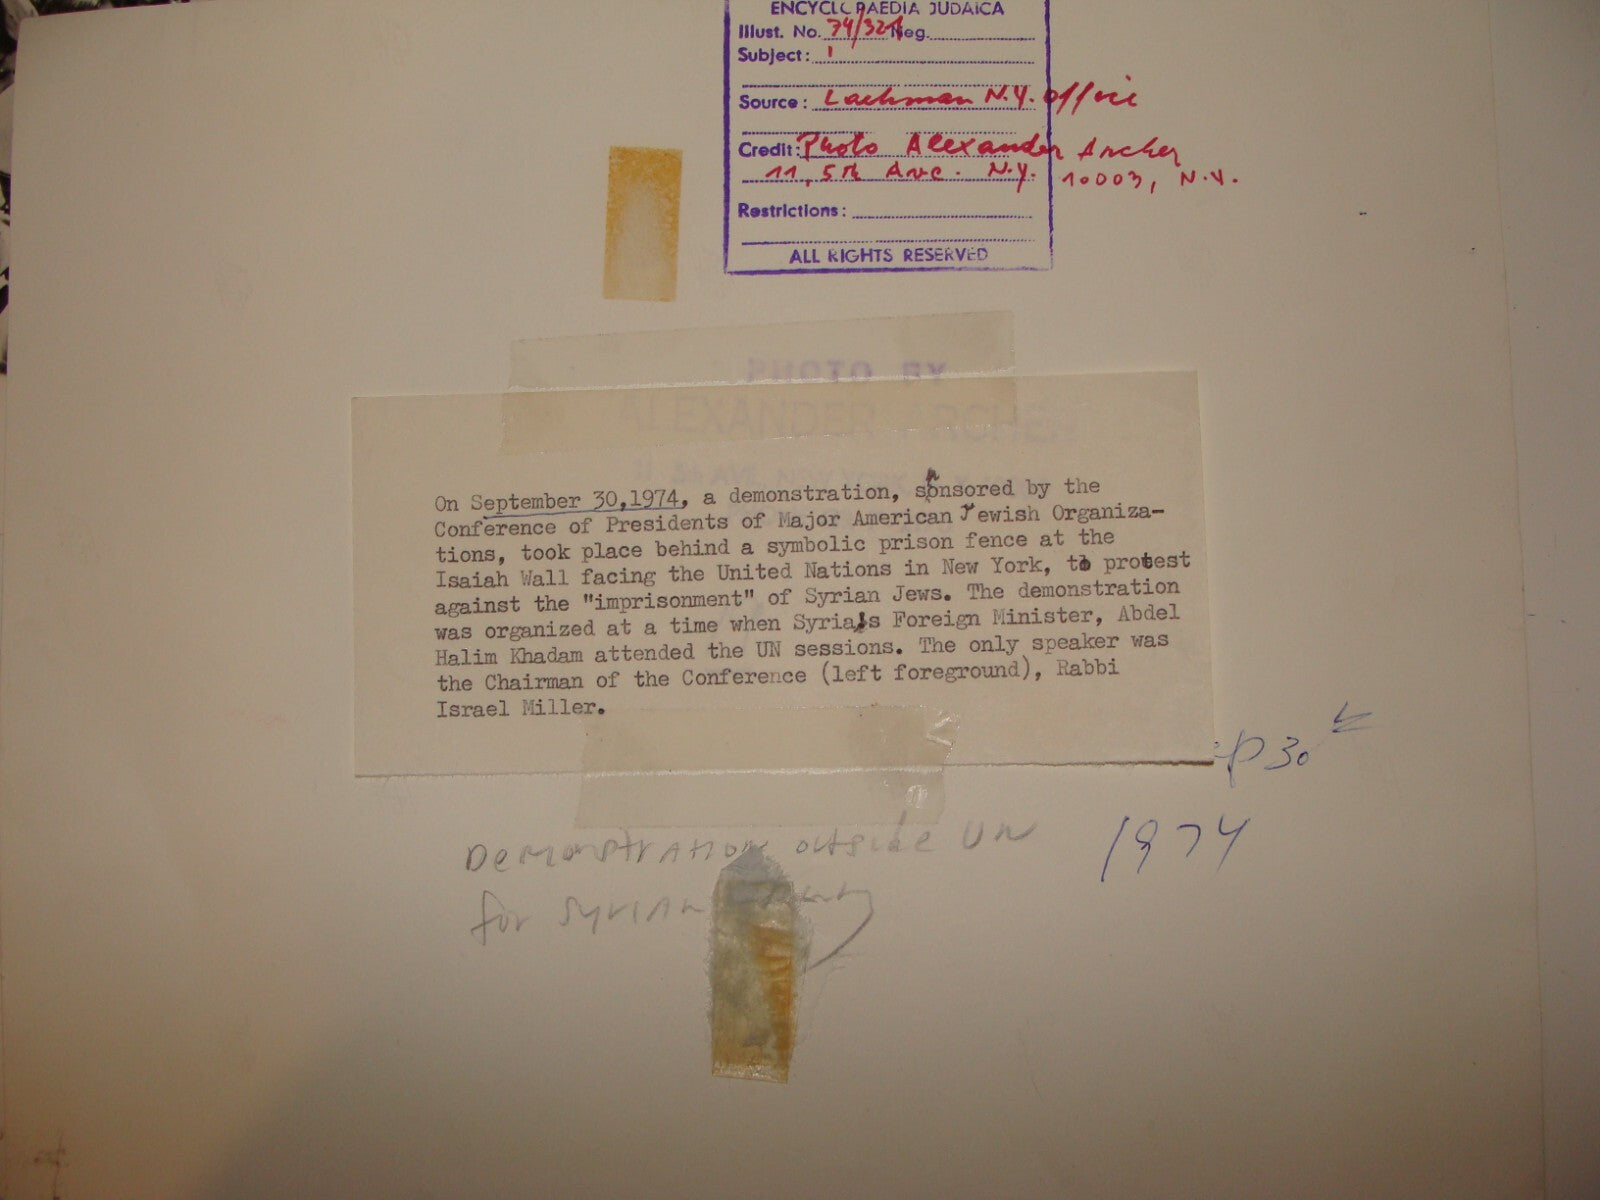 ENCYCLOPAEDIA JUDAICA
Illust. No. 74/321 Neg.
Subject:
Source: Lachman N.Y. office
Credit: Photo Alexander Archer
11, 5th Ave. N.Y. 10003, N.Y.
Restrictions:
ALL RIGHTS RESERVED
PHOTO BY
ALEXANDER ARCHER
On September 30,1974, a demonstration, sponsored by the
Conference of Presidents of Major American Jewish Organiza-
tions, took place behind a symbolic prison fence at the
Isaiah Wall facing the United Nations in New York, to protest
against the "imprisonment" of Syrian Jews. The demonstration
was organized at a time when Syria's Foreign Minister, Abdel
Halim Khadam attended the UN sessions. The only speaker was
the Chairman of the Conference (left foreground), Rabbi
Israel Miller.
p 30
1974
Demonstration outside UN
for Syrian